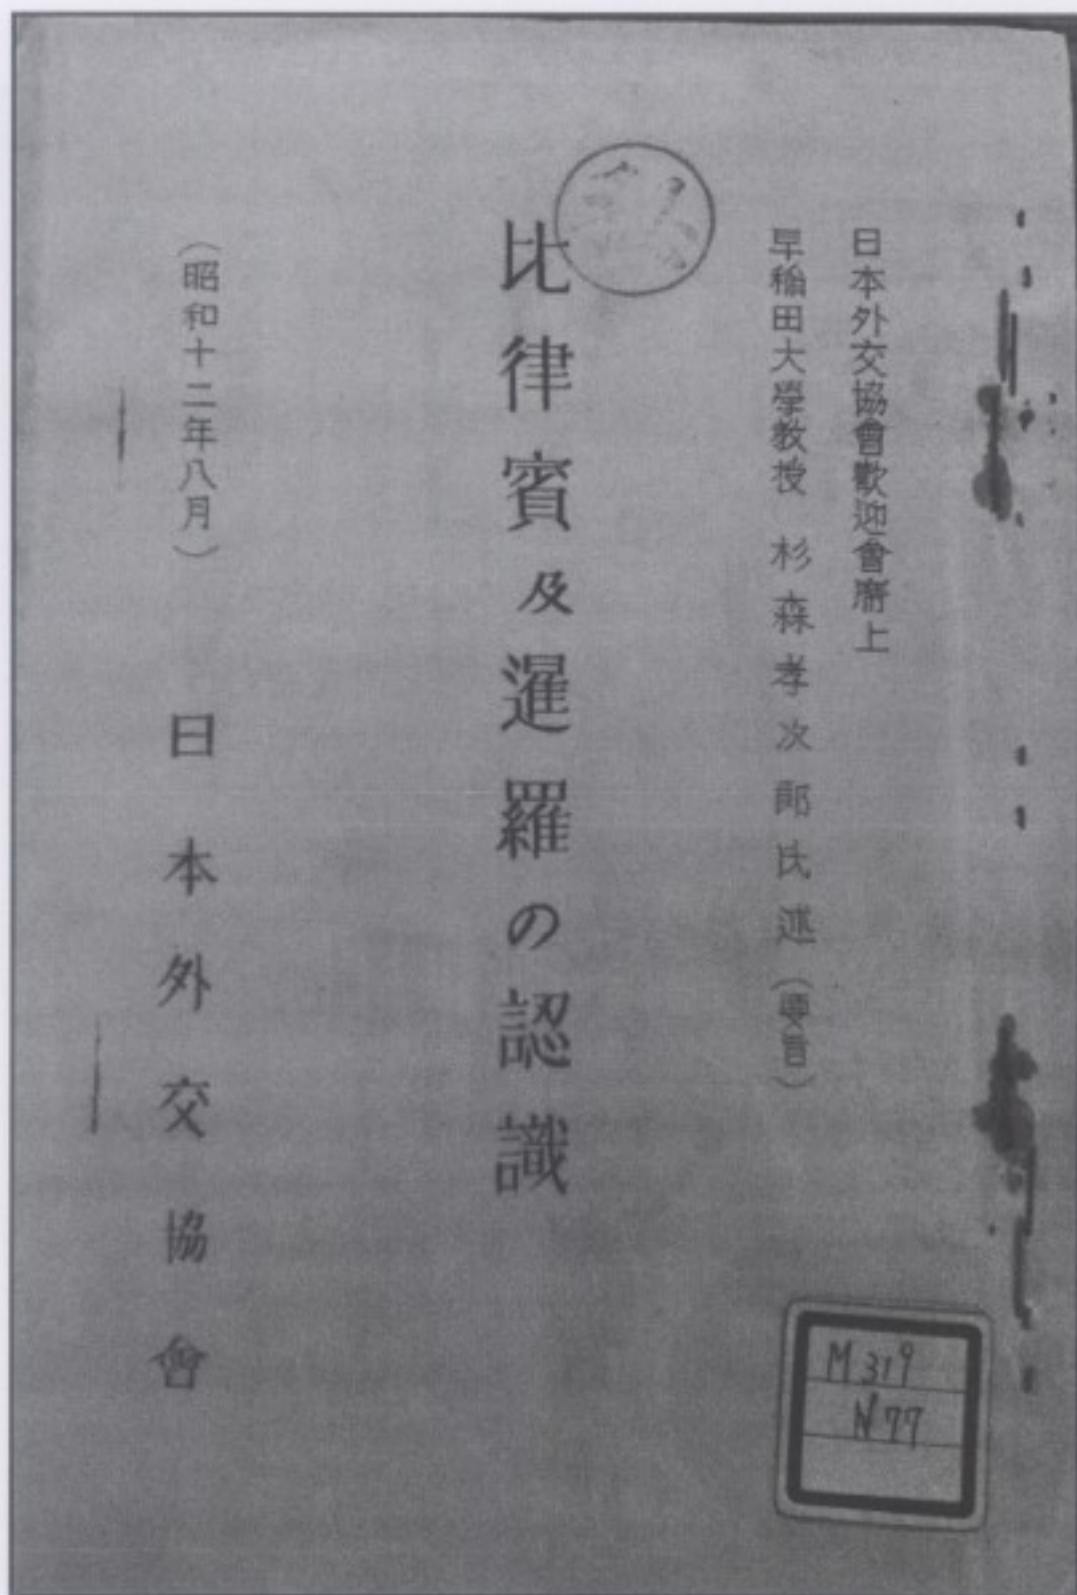 日本外交協會歡迎會席上
早稲田大學教授 杉森孝次郎氏述(要旨)
比律賓及暹羅の認識
(昭和十二年八月) 日本外交協會
M 319
N 77